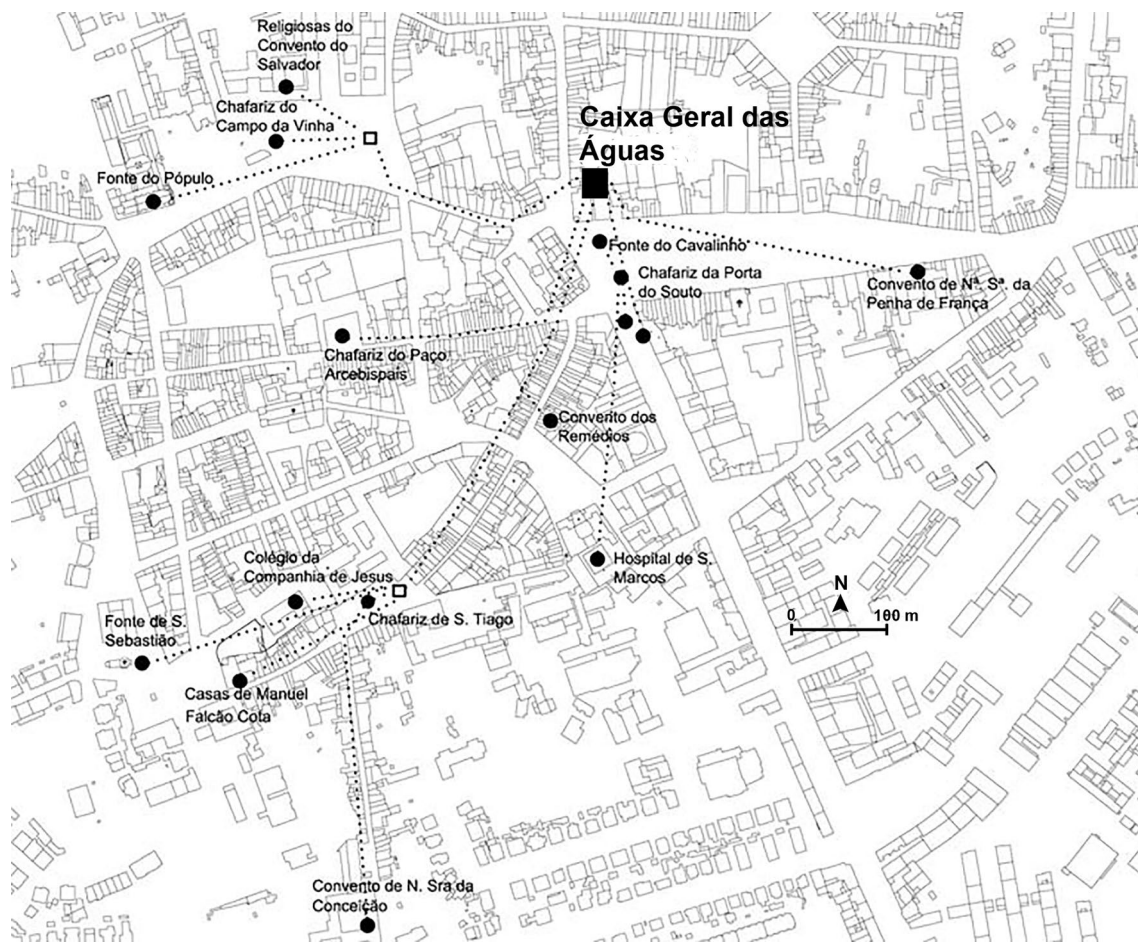 Religiosas do
Convento do
Salvador
Chafariz do
Campo da Vinha
Fonte do Pópulo
Caixa Geral das
Águas
Fonte do Cavalinho
Chafariz da Porta
do Souto
Convento de Nª. Sª. da
Penha de França
Chafariz do Paço
Arcebispais
Convento dos
Remédios
Hospital de S.
Marcos
Colégio da
Companhia de Jesus
Chafariz de S. Tiago
Fonte de S.
Sebastião
Casas de Manuel
Falcão Cota
N
0 100 m
Convento de N. Sra da
Conceição